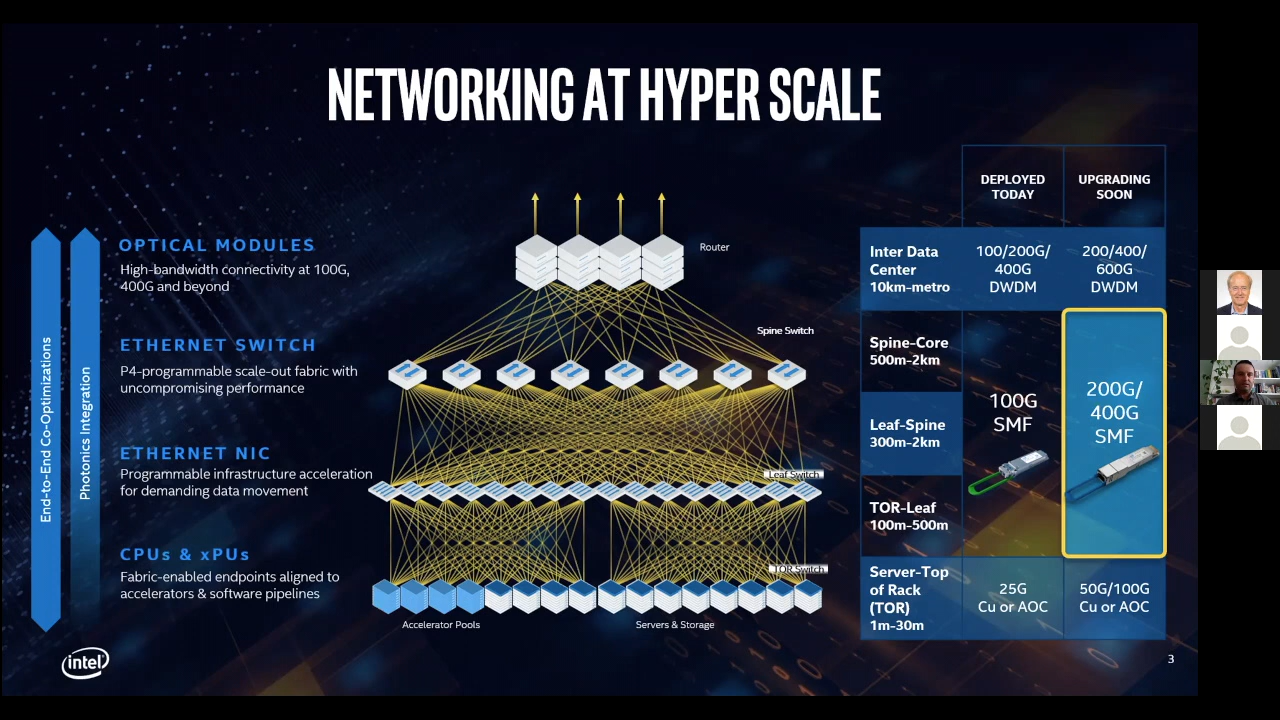 NETWORKING AT HYPER SCALE
End-to-End Co-Optimizations
Photonics Integration
OPTICAL MODULES
High-bandwidth connectivity at 100G,
400G and beyond
ETHERNET SWITCH
P4-programmable scale-out fabric with
uncompromising performance
ETHERNET NIC
Programmable infrastructure acceleration
for demanding data movement
CPUs & xPUs
Fabric-enabled endpoints aligned to
accelerators & software pipelines
Router
Spine Switch
Leaf Switch
TOR Switch
Accelerator Pools
Servers & Storage
DEPLOYED
TODAY
UPGRADING
SOON
Inter Data
Center
10km-metro
100/200G/
400G
DWDM
200/400/
600G
DWDM
Spine-Core
500m-2km
Leaf-Spine
300m-2km
TOR-Leaf
100m-500m
100G
SMF
200G/
400G
SMF
Server-Top
of Rack
(TOR)
1m-30m
25G
Cu or AOC
50G/100G
Cu or AOC
intel
3